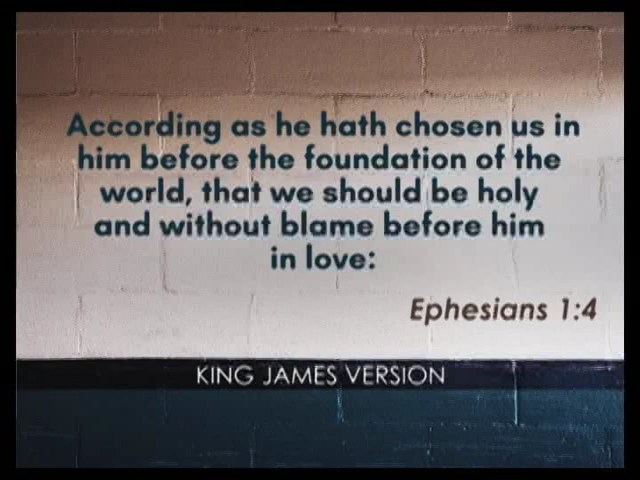 According as he hath chosen us in
him before the foundation of the
world, that we should be holy
and without blame before him
in love:
Ephesians 1:4
KING JAMES VERSION